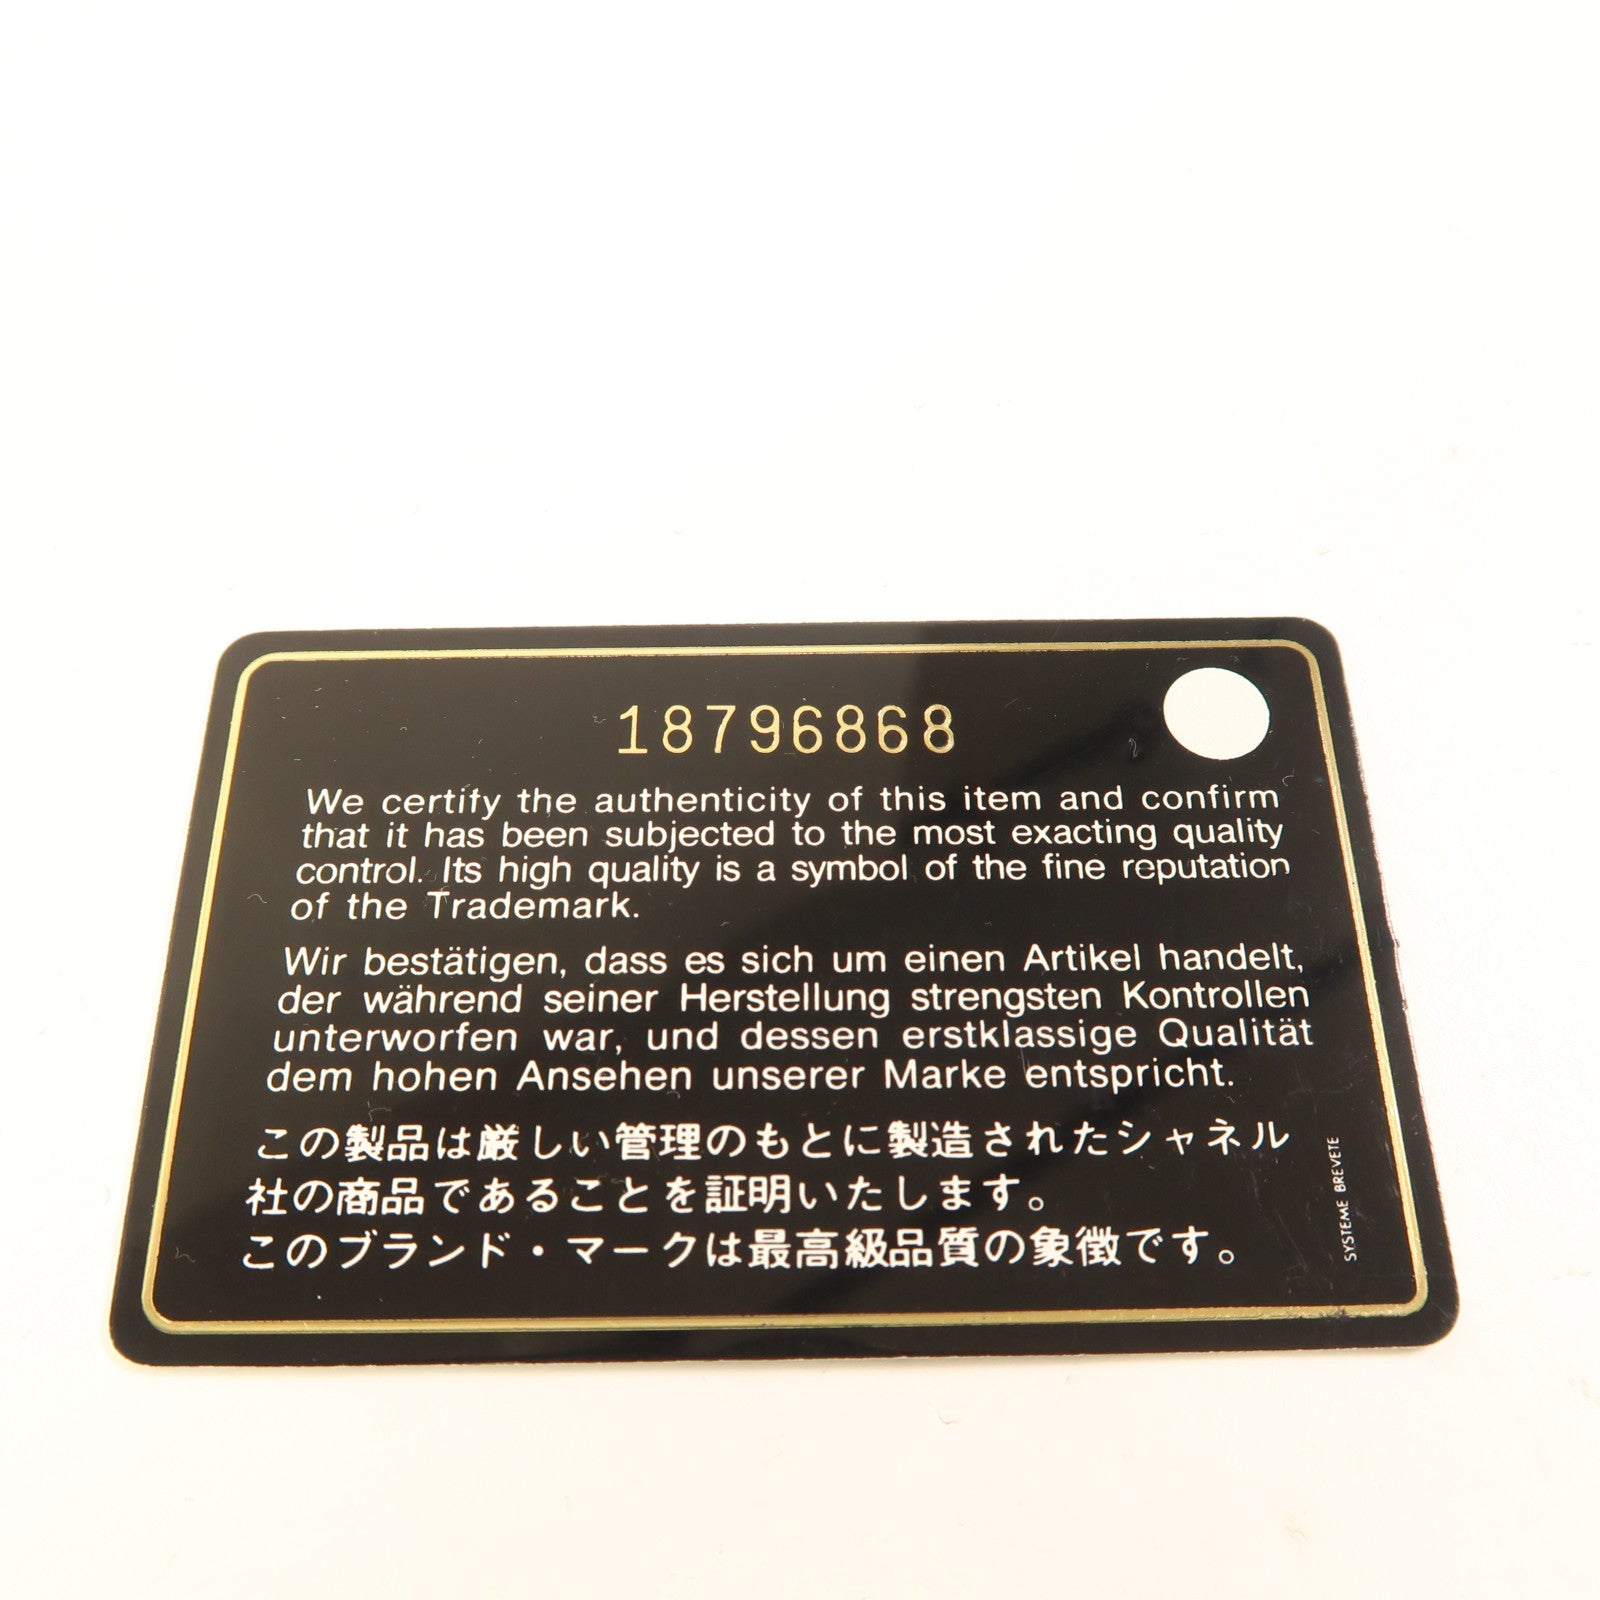 18796868
We certify the authenticity of this item and confirm
that it has been subjected to the most exacting quality
control. Its high quality is a symbol of the fine reputation
of the Trademark.
Wir bestätigen, dass es sich um einen Artikel handelt,
der während seiner Herstellung strengsten Kontrollen
unterworfen war, und dessen erstklassige Qualität
dem hohen Ansehen unserer Marke entspricht.
この製品は厳しい管理のもとに製造されたシャネル
社の商品であることを証明いたします。
このブランド・マークは最高級品質の象徴です。
SYSTEME BREVETE